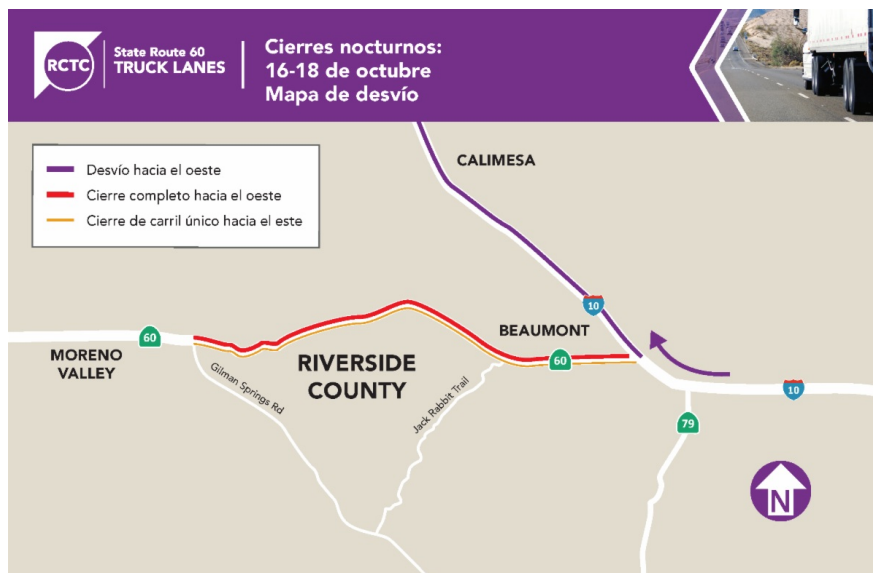 RCTC
State Route 60
TRUCK LANES
Cierres nocturnos:
16-18 de octubre
Mapa de desvío
Desvío hacia el oeste
Cierre completo hacia el oeste
Cierre de carril único hacia el este
CALIMESA
10
BEAUMONT
60
MORENO
VALLEY
RIVERSIDE
COUNTY
60
10
Gilman Springs Rd
Jack Rabbit Trail
79
N